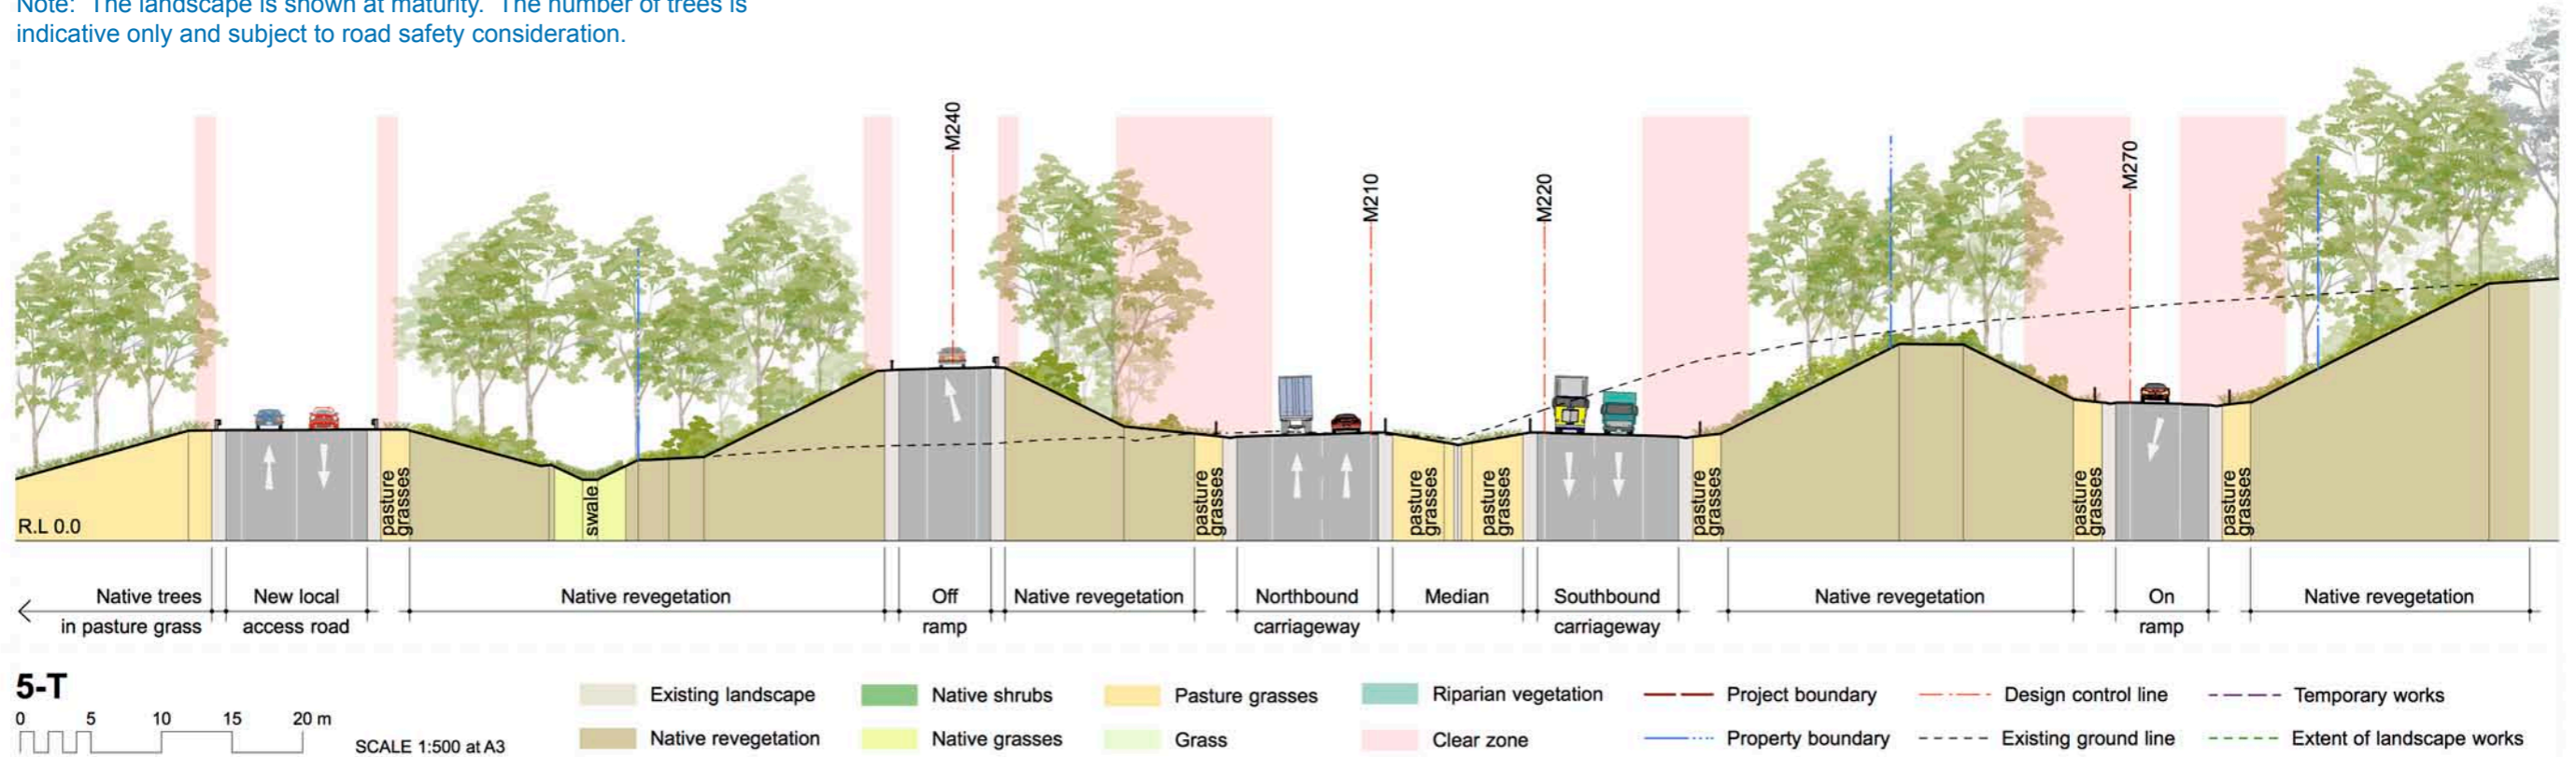 Note: The landscape is shown at maturity. The number of trees is
indicative only and subject to road safety consideration.
M240
M210
M220
M270
R.L 0.0
pasture
grasses
swale
pasture
grasses
pasture
grasses
pasture
grasses
pasture
grasses
pasture
grasses
pasture
grasses
Native trees
in pasture grass
New local
access road
Native revegetation
Off
ramp
Native revegetation
Northbound
carriageway
Median
Southbound
carriageway
Native revegetation
On
ramp
Native revegetation
5-T
0 5 10 15 20 m
SCALE 1:500 at A3
Existing landscape
Native shrubs
Pasture grasses
Riparian vegetation
Project boundary
Design control line
Temporary works
Native revegetation
Native grasses
Grass
Clear zone
Property boundary
Existing ground line
Extent of landscape works